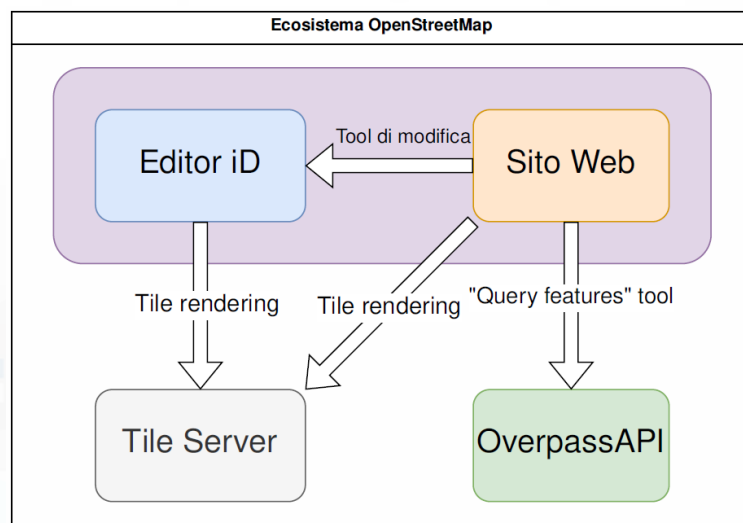 Ecosistema OpenStreetMap
Tool di modifica
Editor iD
Sito Web
Tile rendering
Tile rendering
"Query features" tool
Tile Server
OverpassAPI